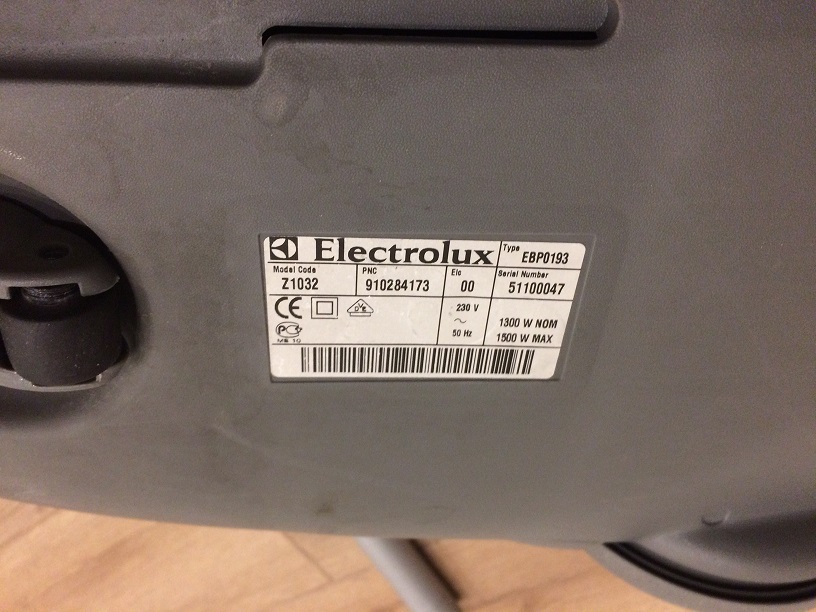 Electrolux
Type
EBP0193
Model Code
Z1032
PNC
910284173
Elc
00
Serial Number
51100047
CE
230 V
~
50 Hz
1300 W NOM
1500 W MAX